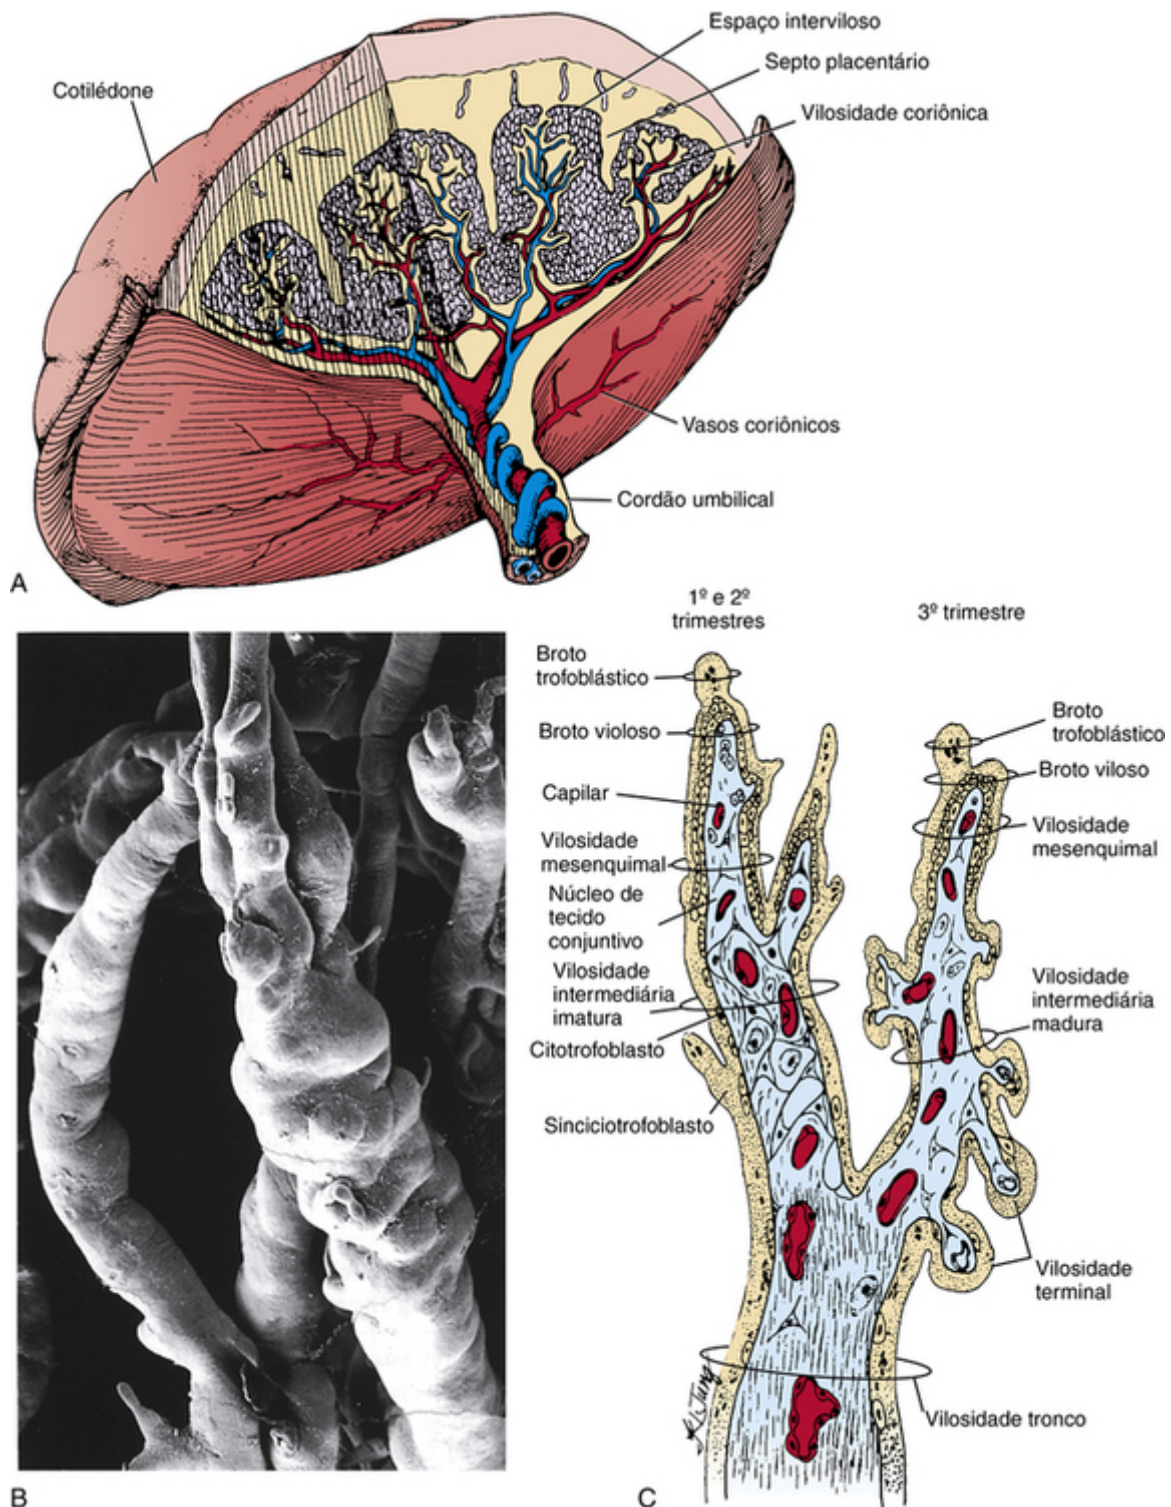 Espaço interviloso
Septo placentário
Cotilédone
Vilosidade coriônica
Vasos coriônicos
Cordão umbilical
A
1º e 2º
trimestres
3º trimestre
Broto
trofoblástico
Broto violoso
Capilar
Vilosidade
mesenquimal
Núcleo de
tecido
conjuntivo
Vilosidade
intermediária
imatura
Citotrofoblasto
Sinciciotrofoblasto
Broto
trofoblástico
Broto viloso
Vilosidade
mesenquimal
Vilosidade
intermediária
madura
Vilosidade
terminal
Vilosidade tronco
B
C